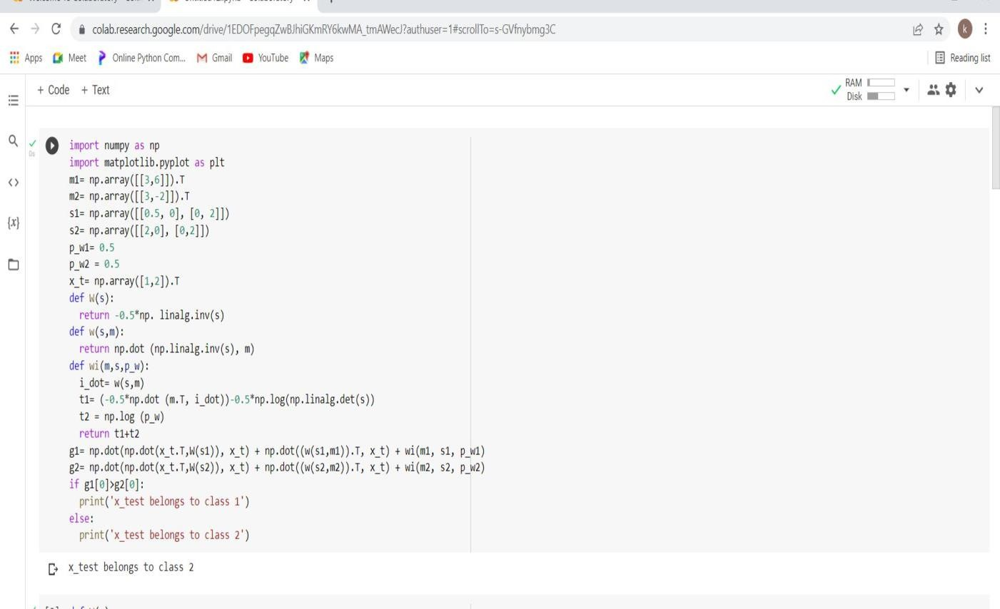 colab.research.google.com/drive/1EDOFpegqZwBJhiGKmRY6kwMA_tmAWecJ?authuser=1#scrollTo=s-GVfnybmg3C
k
Apps Meet Online Python Com... Gmail YouTube Maps Reading list
+ Code + Text
RAM
Disk
0s
import numpy as np
import matplotlib.pyplot as plt
m1= np.array([[3,6]]).T
m2= np.array([[3,-2]]).T
s1= np.array([[0.5, 0], [0, 2]])
s2= np.array([[2,0], [0,2]])
p_w1= 0.5
p_w2 = 0.5
x_t= np.array([1,2]).T
def W(s):
  return -0.5*np. linalg.inv(s)
def w(s,m):
  return np.dot (np.linalg.inv(s), m)
def wi(m,s,p_w):
  i_dot= w(s,m)
  t1= (-0.5*np.dot (m.T, i_dot))-0.5*np.log(np.linalg.det(s))
  t2 = np.log (p_w)
  return t1+t2
g1= np.dot(np.dot(x_t.T,W(s1)), x_t) + np.dot((w(s1,m1)).T, x_t) + wi(m1, s1, p_w1)
g2= np.dot(np.dot(x_t.T,W(s2)), x_t) + np.dot((w(s2,m2)).T, x_t) + wi(m2, s2, p_w2)
if g1[0]>g2[0]:
  print('x_test belongs to class 1')
else:
  print('x_test belongs to class 2')
x_test belongs to class 2
{x}